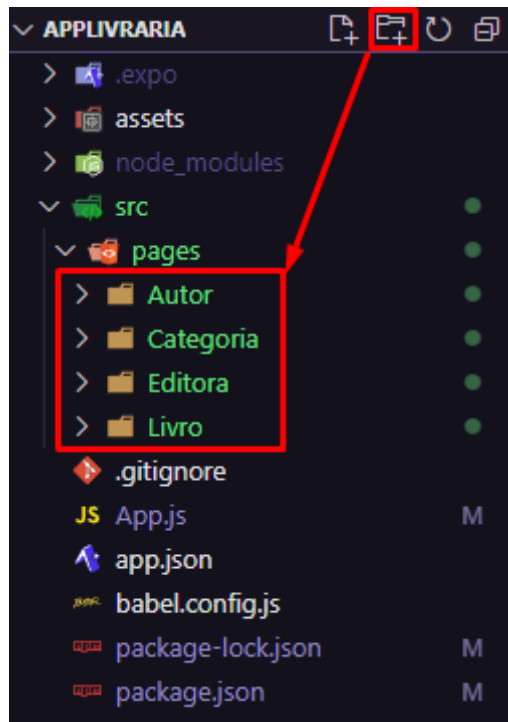 APPLIVRARIA
.expo
assets
node_modules
src
pages
Autor
Categoria
Editora
Livro
.gitignore
JS App.js M
app.json
babel.config.js
package-lock.json M
package.json M